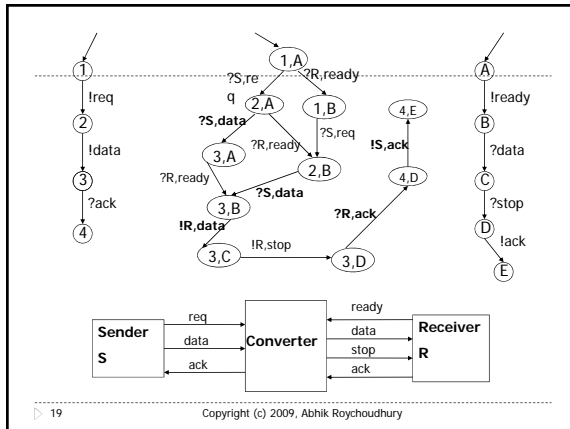 1
!req
2
!data
3
?ack
4
1,A
?S,re
q
?R,ready
2,A
1,B
?S,data
?R,ready
?S,req
3,A
2,B
?R,ready
?S,data
3,B
!R,data
3,C
!R,stop
3,D
?R,ack
4,D
!S,ack
4,E
A
!ready
B
?data
C
?stop
D
!ack
E
Sender
S
req
data
ack
Converter
ready
data
stop
ack
Receiver
R
19
Copyright (c) 2009, Abhik Roychoudhury